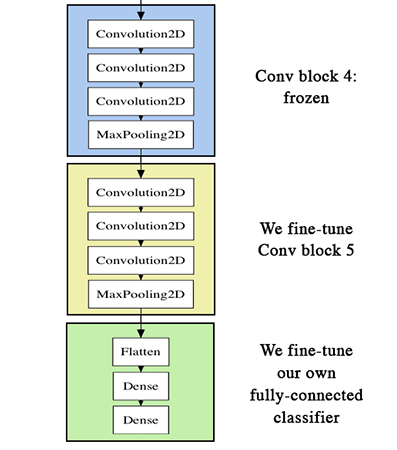 Convolution2D
Convolution2D
Convolution2D
MaxPooling2D
Conv block 4:
frozen
Convolution2D
Convolution2D
Convolution2D
MaxPooling2D
We fine-tune
Conv block 5
Flatten
Dense
Dense
We fine-tune
our own
fully-connected
classifier